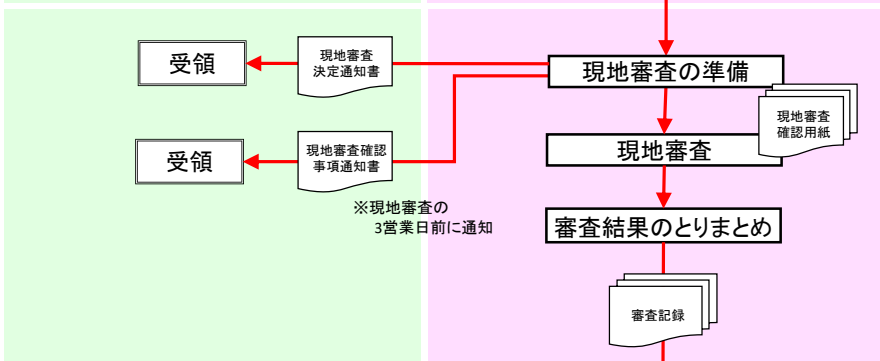 受領
現地審査
決定通知書
現地審査の準備
現地審査
確認用紙
受領
現地審査確認
事項通知書
現地審査
※現地審査の
3営業日前に通知
審査結果のとりまとめ
審査記録